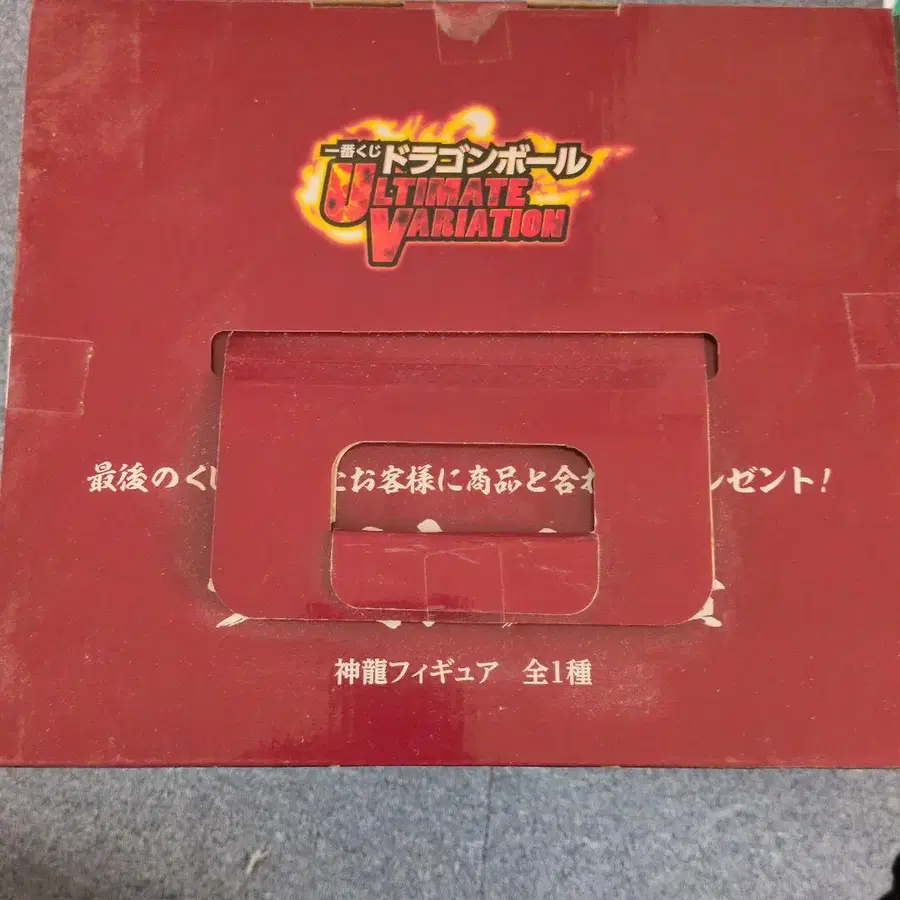 一番くじ ドラゴンボール
ULTIMATE
VARIATION
最後のく お客様に商品と合 ゼント!
神龍フィギュア 全1種